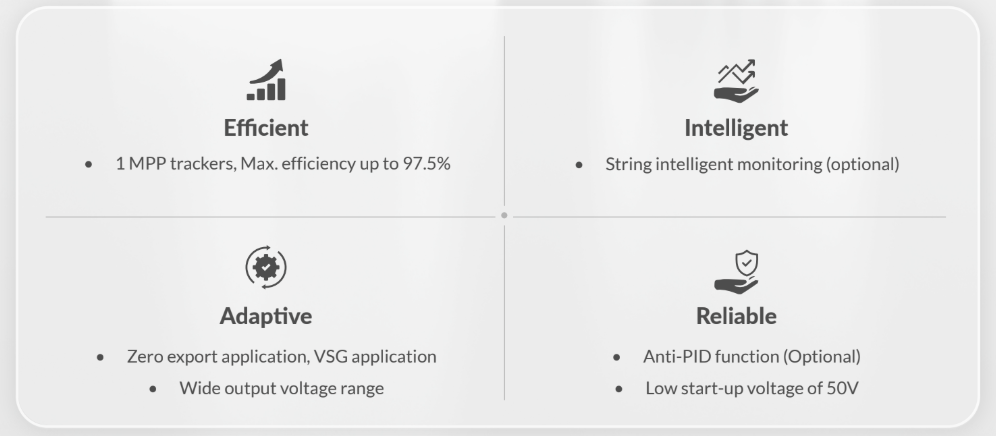 Efficient
• 1 MPP trackers, Max. efficiency up to 97.5%
Intelligent
• String intelligent monitoring (optional)
Adaptive
• Zero export application, VSG application
• Wide output voltage range
Reliable
• Anti-PID function (Optional)
• Low start-up voltage of 50V